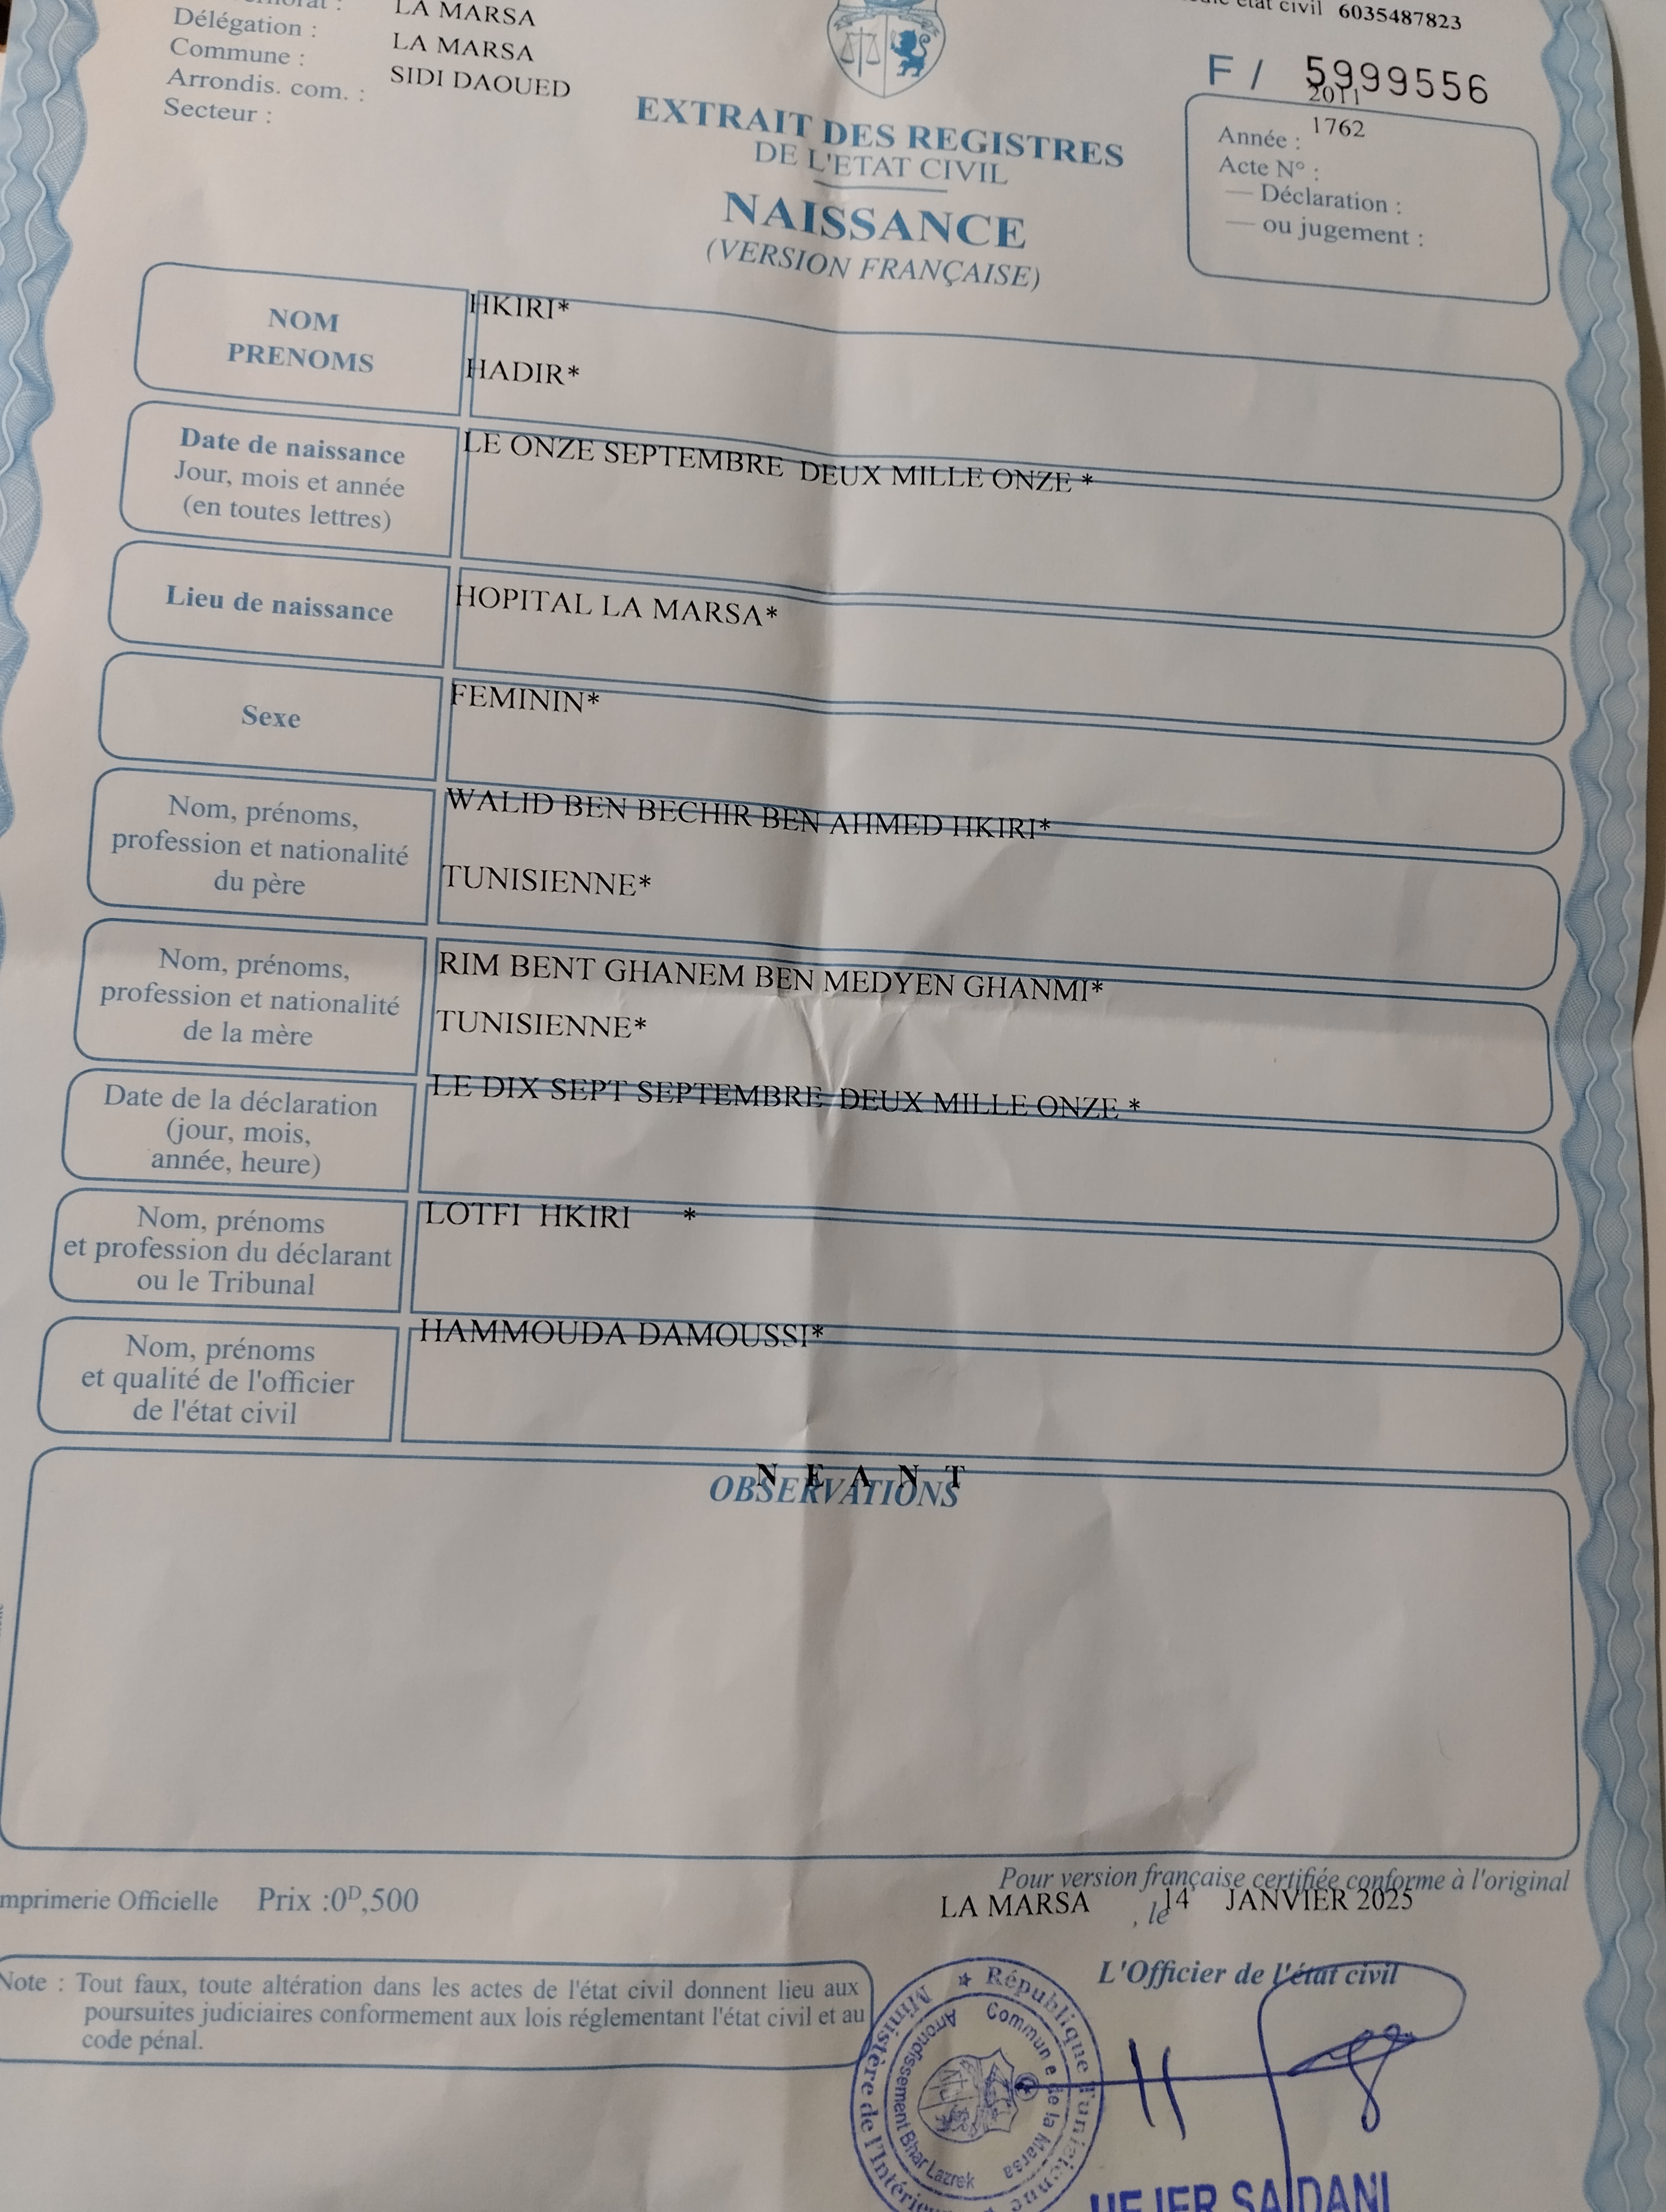 Délégation : LA MARSA
Commune : LA MARSA
Arrondis. com. : SIDI DAOUED
Secteur :
état civil 6035487823
F / 5999556
2011
Année : 1762
Acte N° :
— Déclaration :
— ou jugement :
EXTRAIT DES REGISTRES
DE L'ETAT CIVIL
NAISSANCE
(VERSION FRANÇAISE)
NOM HKIRI*
PRENOMS HADIR*
Date de naissance LE ONZE SEPTEMBRE DEUX MILLE ONZE *
Jour, mois et année
(en toutes lettres)
Lieu de naissance HOPITAL LA MARSA*
Sexe FEMININ*
Nom, prénoms, WALID BEN BECHIR BEN AHMED HKIRI*
profession et nationalité
du père TUNISIENNE*
Nom, prénoms, RIM BENT GHANEM BEN MEDYEN GHANMI*
profession et nationalité
de la mère TUNISIENNE*
Date de la déclaration LE DIX SEPT SEPTEMBRE DEUX MILLE ONZE *
(jour, mois,
année, heure)
Nom, prénoms LOTFI HKIRI *
et profession du déclarant
ou le Tribunal
Nom, prénoms HAMMOUDA DAMOUSSI*
et qualité de l'officier
de l'état civil
N E A N T
OBSERVATIONS
Pour version française certifiée conforme à l'original
mprimerie Officielle Prix :0ᴰ,500
LA MARSA , le 14 JANVIER 2025
L'Officier de l'état civil
Note : Tout faux, toute altération dans les actes de l'état civil donnent lieu aux
poursuites judiciaires conformement aux lois réglementant l'état civil et au
code pénal.
★ République Tunisienne
Ministère de l'Intérieur
Commune de la Marsa
Arrondissement Bhar Lazrek
HEJER SAIDANI